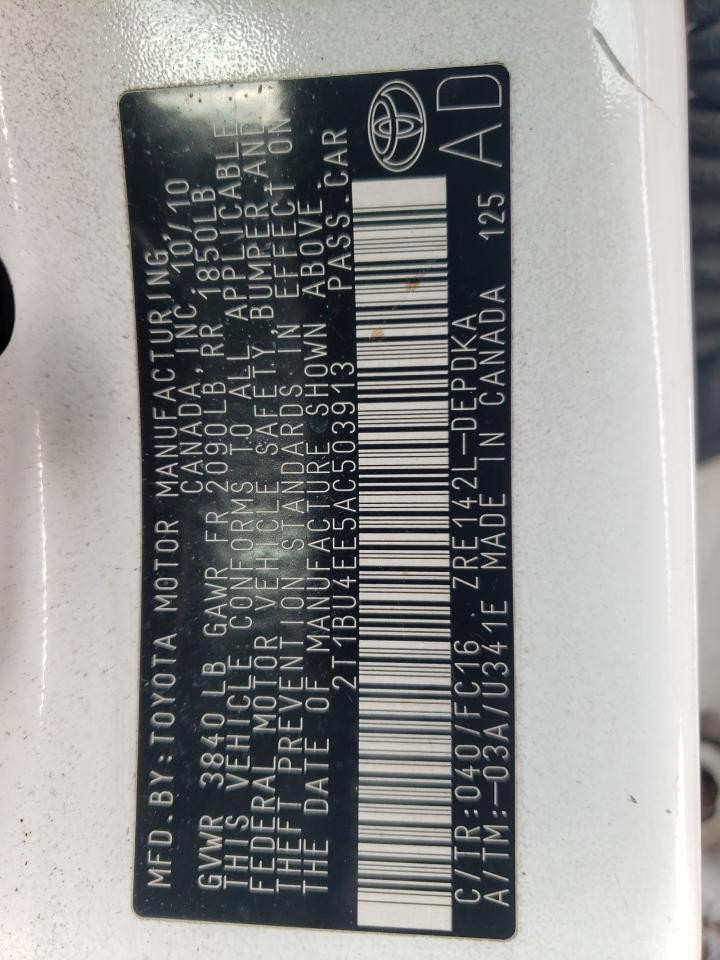 MFD.BY:TOYOTA MOTOR MANUFACTURING
CANADA,INC. 10/10
GVWR 3840 LB GAWR FR 2090LB RR 1850LB
THIS VEHICLE CONFORMS TO ALL APPLICABLE
FEDERAL MOTOR VEHICLE SAFETY,BUMPER,AND
THEFT PREVENTION STANDARDS IN EFFECT ON
THE DATE OF MANUFACTURE SHOWN ABOVE.
2T1BU4EE5AC503913 PASS.CAR
C/TR:040/FC16 ZRE142L-DEPDKA
A/TM:-03A/U341E MADE IN CANADA 125
AD